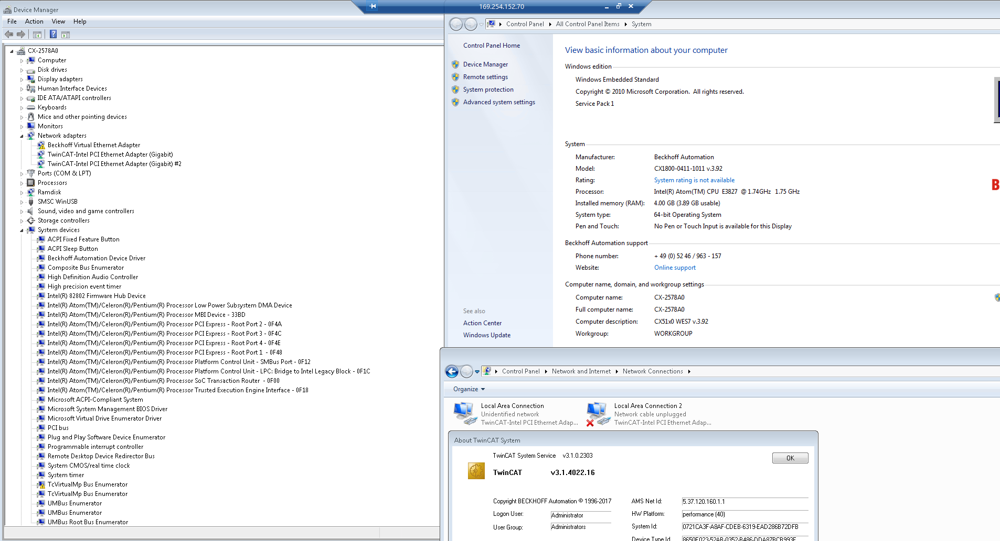 Device Manager
File Action View Help
CX-2578A0
Computer
Disk drives
Display adapters
Human Interface Devices
IDE ATA/ATAPI controllers
Keyboards
Mice and other pointing devices
Monitors
Network adapters
Beckhoff Virtual Ethernet Adapter
TwinCAT-Intel PCI Ethernet Adapter (Gigabit)
TwinCAT-Intel PCI Ethernet Adapter (Gigabit) #2
Ports (COM & LPT)
Processors
Ramdisk
SMSC WinUSB
Sound, video and game controllers
Storage controllers
System devices
ACPI Fixed Feature Button
ACPI Sleep Button
Beckhoff Automation Device Driver
Composite Bus Enumerator
High Definition Audio Controller
High precision event timer
Intel(R) 82802 Firmware Hub Device
Intel(R) Atom(TM)/Celeron(R)/Pentium(R) Processor Low Power Subsystem DMA Device
Intel(R) Atom(TM)/Celeron(R)/Pentium(R) Processor MBI Device - 33BD
Intel(R) Atom(TM)/Celeron(R)/Pentium(R) Processor PCI Express - Root Port 2 - 0F4A
Intel(R) Atom(TM)/Celeron(R)/Pentium(R) Processor PCI Express - Root Port 3 - 0F4C
Intel(R) Atom(TM)/Celeron(R)/Pentium(R) Processor PCI Express - Root Port 4 - 0F4E
Intel(R) Atom(TM)/Celeron(R)/Pentium(R) Processor PCI Express - Root Port 1 - 0F48
Intel(R) Atom(TM)/Celeron(R)/Pentium(R) Processor Platform Control Unit - SMBus Port - 0F12
Intel(R) Atom(TM)/Celeron(R)/Pentium(R) Processor Platform Control Unit - LPC: Bridge to Intel Legacy Block - 0F1C
Intel(R) Atom(TM)/Celeron(R)/Pentium(R) Processor SoC Transaction Router - 0F00
Intel(R) Atom(TM)/Celeron(R)/Pentium(R) Processor Trusted Execution Engine Interface - 0F18
Microsoft ACPI-Compliant System
Microsoft System Management BIOS Driver
Microsoft Virtual Drive Enumerator Driver
PCI bus
Plug and Play Software Device Enumerator
Programmable interrupt controller
Remote Desktop Device Redirector Bus
System CMOS/real time clock
System timer
TcVirtualMp Bus Enumerator
TcVirtualMp Bus Enumerator
UMBus Enumerator
UMBus Enumerator
UMBus Root Bus Enumerator
169.254.152.70
Control Panel All Control Panel Items System
Control Panel Home
Device Manager
Remote settings
System protection
Advanced system settings
See also
Action Center
Windows Update
View basic information about your computer
Windows edition
Windows Embedded Standard
Copyright © 2010 Microsoft Corporation. All rights reserved.
Service Pack 1
System
Manufacturer: Beckhoff Automation
Model: CX1800-0411-1011 v.3.92
Rating: System rating is not available
Processor: Intel(R) Atom(TM) CPU E3827 @ 1.74GHz 1.75 GHz
Installed memory (RAM): 4.00 GB (3.89 GB usable)
System type: 64-bit Operating System
Pen and Touch: No Pen or Touch Input is available for this Display
B
Beckhoff Automation support
Phone number: + 49 (0) 52 46 / 963 - 157
Website: Online support
Computer name, domain, and workgroup settings
Computer name: CX-2578A0
Full computer name: CX-2578A0
Computer description: CX51x0 WES7 v.3.92
Workgroup: WORKGROUP
Control Panel Network and Internet Network Connections
Organize
Local Area Connection
Unidentified network
TwinCAT-Intel PCI Ethernet Adap...
Local Area Connection 2
Network cable unplugged
TwinCAT-Intel PCI Ethernet Adap...
About TwinCAT System
TwinCAT System Service v3.1.0.2303
OK
TwinCAT v3.1.4022.16
Copyright BECKHOFF Automation © 1996-2017
Logon User: Administrator
User Group: Administrators
AMS Net Id: 5.37.120.160.1.1
HW Platform: performance (40)
System Id: 0721CA3F-A8AF-CDEB-6319-EAD286B72DFB
Device Type Id